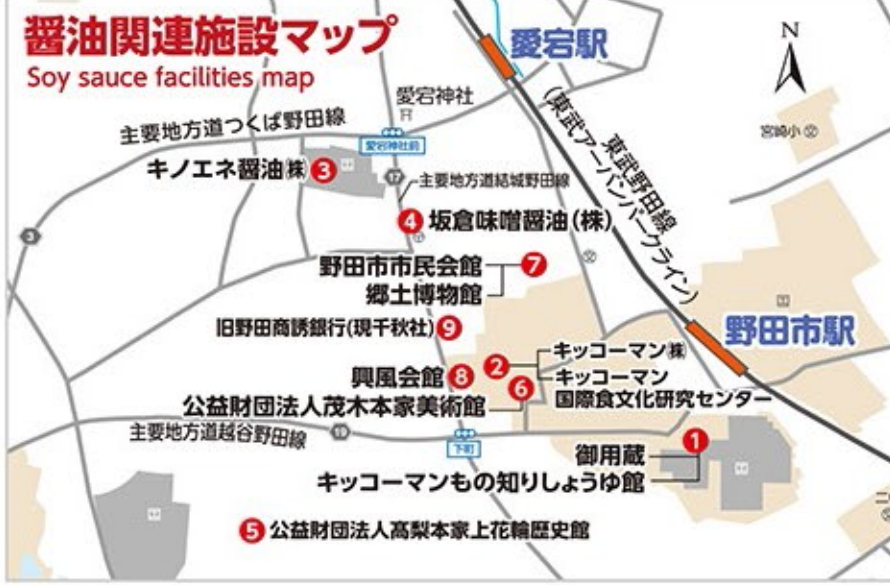 醤油関連施設マップ
Soy sauce facilities map
愛宕駅
N
愛宕神社
主要地方道つくば野田線
愛宕神社前
宮崎小
キノエネ醤油㈱ 3
17
主要地方道結城野田線
東武野田線
(東武アーバンパークライン)
3
4 坂倉味噌醤油(株)
野田市市民会館 7
郷土博物館
旧野田商誘銀行(現千秋社) 9
野田市駅
2 キッコーマン㈱
興風会館 8
6 キッコーマン
国際食文化研究センター
公益財団法人茂木本家美術館
主要地方道越谷野田線
19
下町
1
御用蔵
キッコーマンもの知りしょうゆ館
5 公益財団法人髙梨本家上花輪歴史館